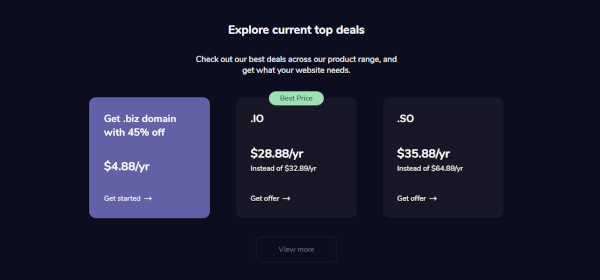 Explore current top deals
Check out our best deals across our product range, and
get what your website needs.
Get .biz domain
with 45% off
$4.88/yr
Get started →
Best Price
.IO
$28.88/yr
Instead of $32.89/yr
Get offer →
.SO
$35.88/yr
Instead of $64.88/yr
Get offer →
View more